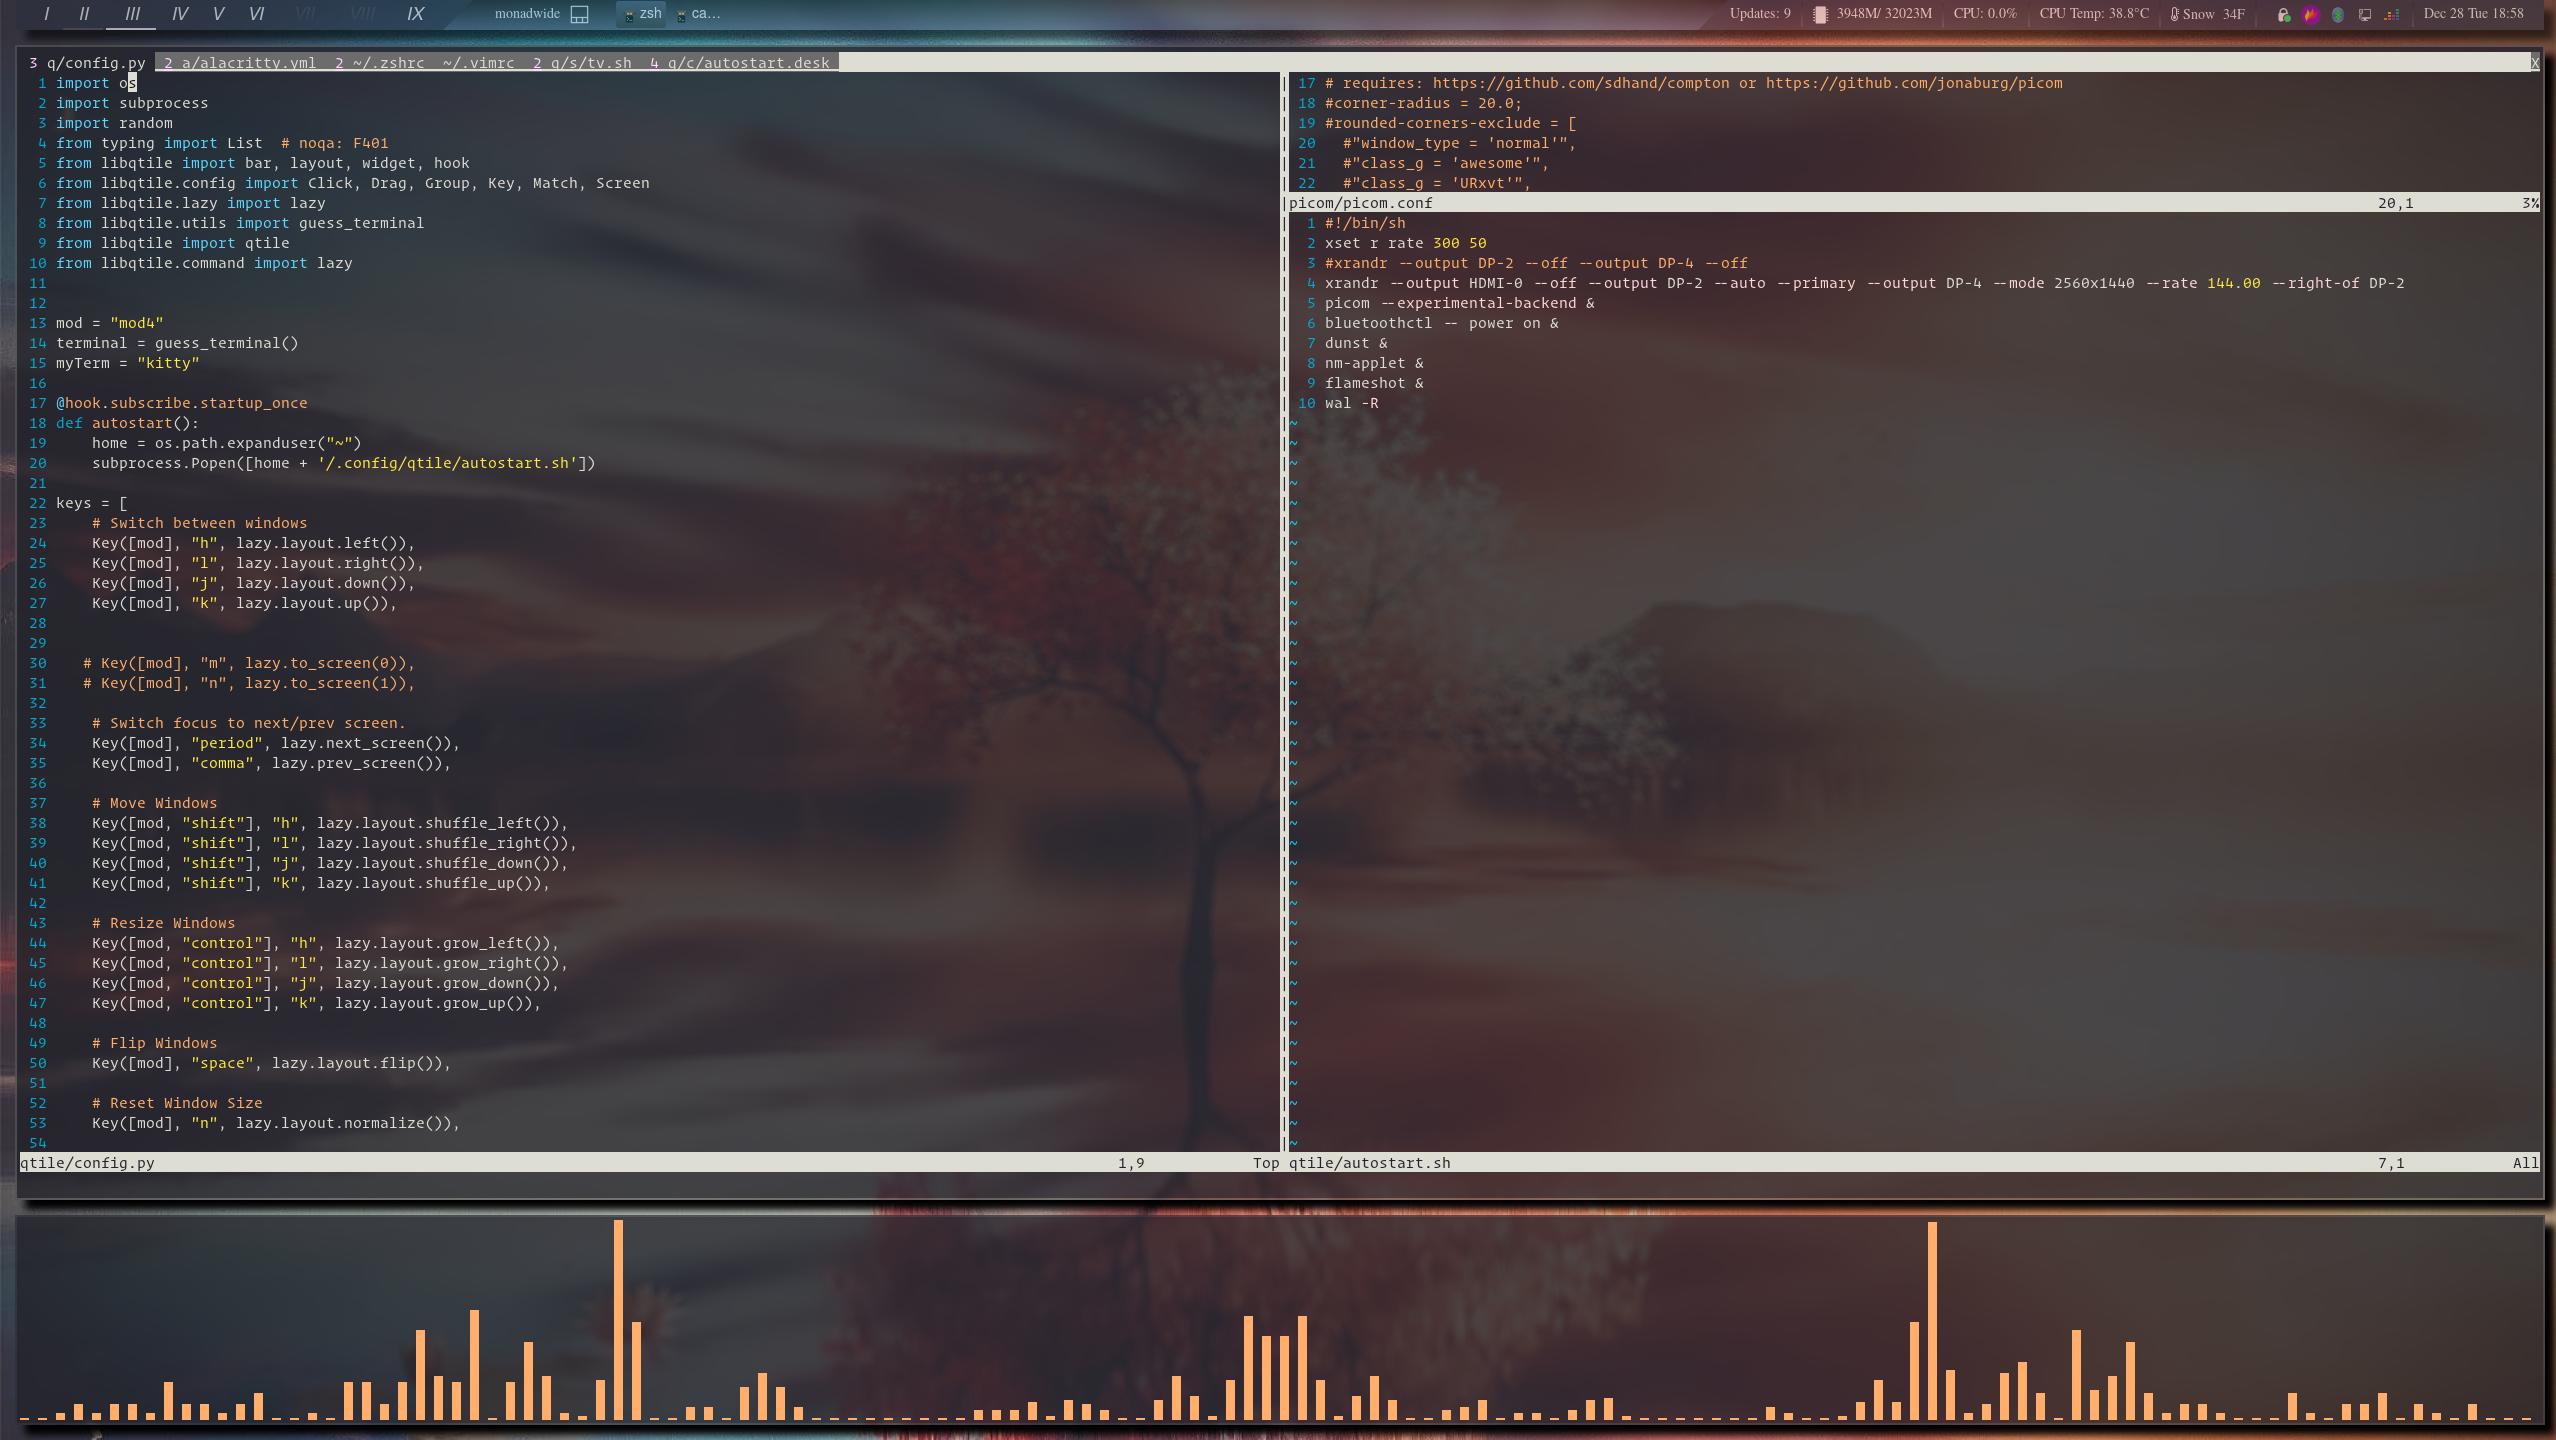 I II III IV V VI VII VIII IX monadwide zsh ca... Updates: 9 3948M/ 32023M CPU: 0.0% CPU Temp: 38.8°C Snow 34F Dec 28 Tue 18:58
3 q/config.py 2 a/alacritty.yml 2 ~/.zshrc ~/.vimrc 2 q/s/tv.sh 4 q/c/autostart.desk X
1 import os
2 import subprocess
3 import random
4 from typing import List  # noqa: F401
5 from libqtile import bar, layout, widget, hook
6 from libqtile.config import Click, Drag, Group, Key, Match, Screen
7 from libqtile.lazy import lazy
8 from libqtile.utils import guess_terminal
9 from libqtile import qtile
10 from libqtile.command import lazy
11
12
13 mod = "mod4"
14 terminal = guess_terminal()
15 myTerm = "kitty"
16
17 @hook.subscribe.startup_once
18 def autostart():
19     home = os.path.expanduser("~")
20     subprocess.Popen([home + '/.config/qtile/autostart.sh'])
21
22 keys = [
23     # Switch between windows
24     Key([mod], "h", lazy.layout.left()),
25     Key([mod], "l", lazy.layout.right()),
26     Key([mod], "j", lazy.layout.down()),
27     Key([mod], "k", lazy.layout.up()),
28
29
30    # Key([mod], "m", lazy.to_screen(0)),
31    # Key([mod], "n", lazy.to_screen(1)),
32
33     # Switch focus to next/prev screen.
34     Key([mod], "period", lazy.next_screen()),
35     Key([mod], "comma", lazy.prev_screen()),
36
37     # Move Windows
38     Key([mod, "shift"], "h", lazy.layout.shuffle_left()),
39     Key([mod, "shift"], "l", lazy.layout.shuffle_right()),
40     Key([mod, "shift"], "j", lazy.layout.shuffle_down()),
41     Key([mod, "shift"], "k", lazy.layout.shuffle_up()),
42
43     # Resize Windows
44     Key([mod, "control"], "h", lazy.layout.grow_left()),
45     Key([mod, "control"], "l", lazy.layout.grow_right()),
46     Key([mod, "control"], "j", lazy.layout.grow_down()),
47     Key([mod, "control"], "k", lazy.layout.grow_up()),
48
49     # Flip Windows
50     Key([mod], "space", lazy.layout.flip()),
51
52     # Reset Window Size
53     Key([mod], "n", lazy.layout.normalize()),
54
qtile/config.py 1,9 Top
17 # requires: https://github.com/sdhand/compton or https://github.com/jonaburg/picom
18 #corner-radius = 20.0;
19 #rounded-corners-exclude = [
20   #"window_type = 'normal'",
21   #"class_g = 'awesome'",
22   #"class_g = 'URxvt'",
picom/picom.conf 20,1 3%
1 #!/bin/sh
2 xset r rate 300 50
3 #xrandr --output DP-2 --off --output DP-4 --off
4 xrandr --output HDMI-0 --off --output DP-2 --auto --primary --output DP-4 --mode 2560x1440 --rate 144.00 --right-of DP-2
5 picom --experimental-backend &
6 bluetoothctl -- power on &
7 dunst &
8 nm-applet &
9 flameshot &
10 wal -R
qtile/autostart.sh 7,1 All